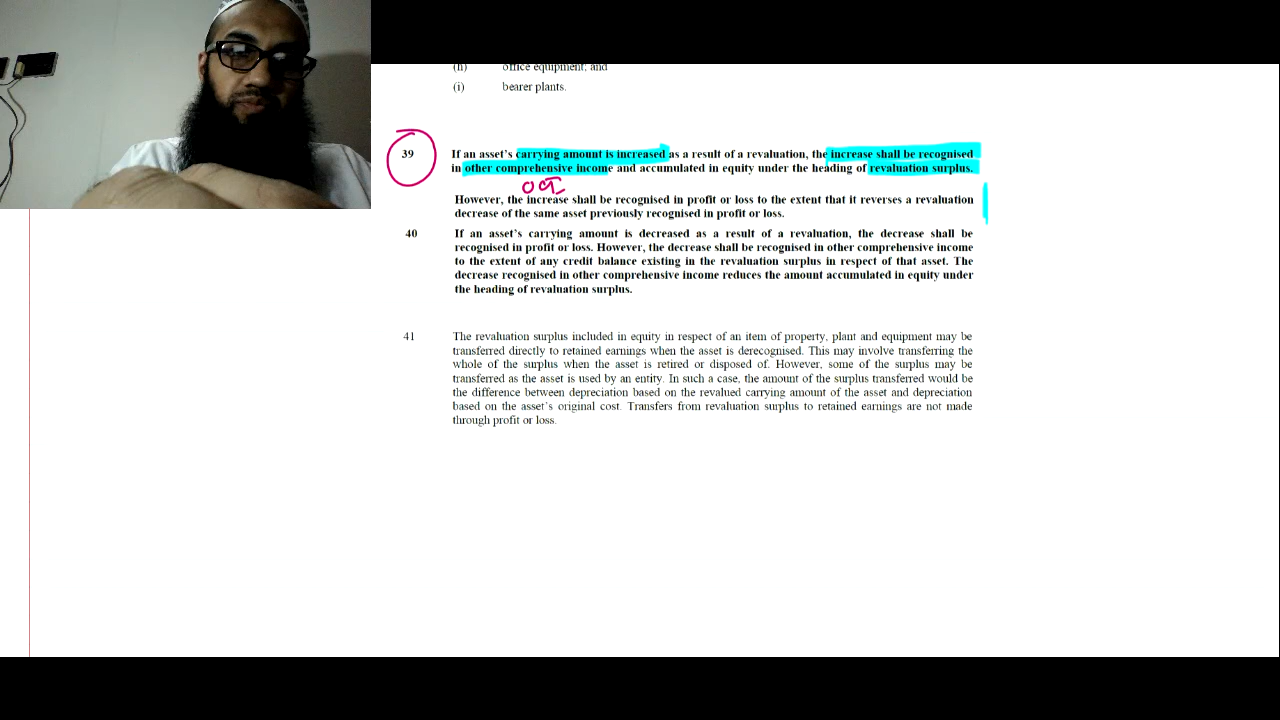 (h) office equipment; and
(i) bearer plants.
39 If an asset's carrying amount is increased as a result of a revaluation, the increase shall be recognised
in other comprehensive income and accumulated in equity under the heading of revaluation surplus.
OCI
However, the increase shall be recognised in profit or loss to the extent that it reverses a revaluation
decrease of the same asset previously recognised in profit or loss.
40 If an asset's carrying amount is decreased as a result of a revaluation, the decrease shall be
recognised in profit or loss. However, the decrease shall be recognised in other comprehensive income
to the extent of any credit balance existing in the revaluation surplus in respect of that asset. The
decrease recognised in other comprehensive income reduces the amount accumulated in equity under
the heading of revaluation surplus.
41 The revaluation surplus included in equity in respect of an item of property, plant and equipment may be
transferred directly to retained earnings when the asset is derecognised. This may involve transferring the
whole of the surplus when the asset is retired or disposed of. However, some of the surplus may be
transferred as the asset is used by an entity. In such a case, the amount of the surplus transferred would be
the difference between depreciation based on the revalued carrying amount of the asset and depreciation
based on the asset's original cost. Transfers from revaluation surplus to retained earnings are not made
through profit or loss.